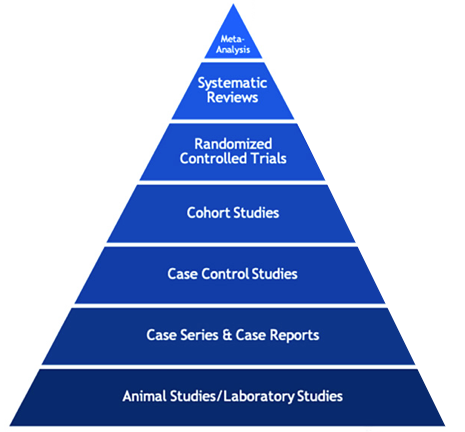 Meta-
Analysis
Systematic
Reviews
Randomized
Controlled Trials
Cohort Studies
Case Control Studies
Case Series & Case Reports
Animal Studies/Laboratory Studies